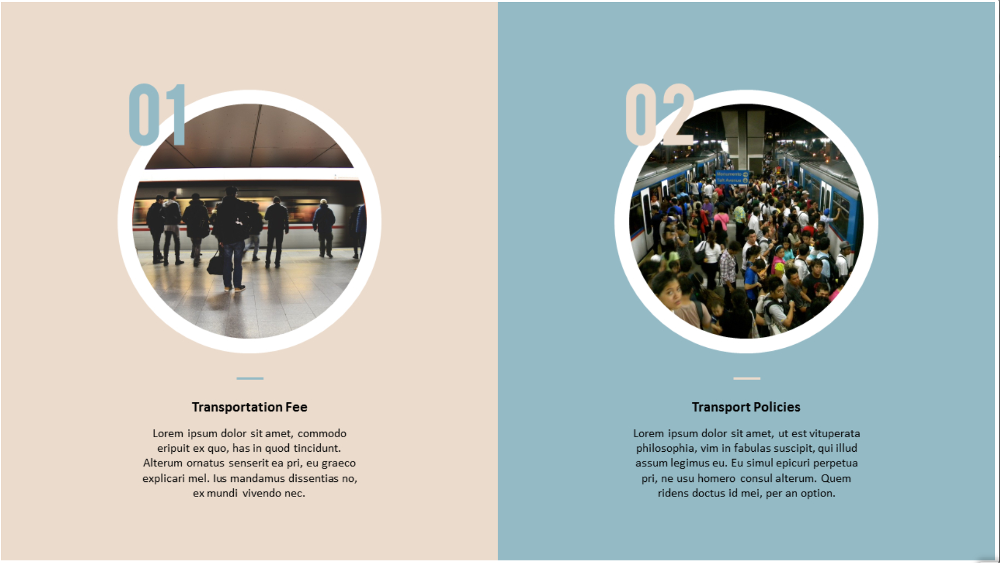 01
Transportation Fee
Lorem ipsum dolor sit amet, commodo
eripuit ex quo, has in quod tincidunt.
Alterum ornatus senserit ea pri, eu graeco
explicari mel. Ius mandamus dissentias no,
ex mundi vivendo nec.
02
Monumento
Taft Avenue
Transport Policies
Lorem ipsum dolor sit amet, ut est vituperata
philosophia, vim in fabulas suscipit, qui illud
assum legimus eu. Eu simul epicuri perpetua
pri, ne usu homero consul alterum. Quem
ridens doctus id mei, per an option.